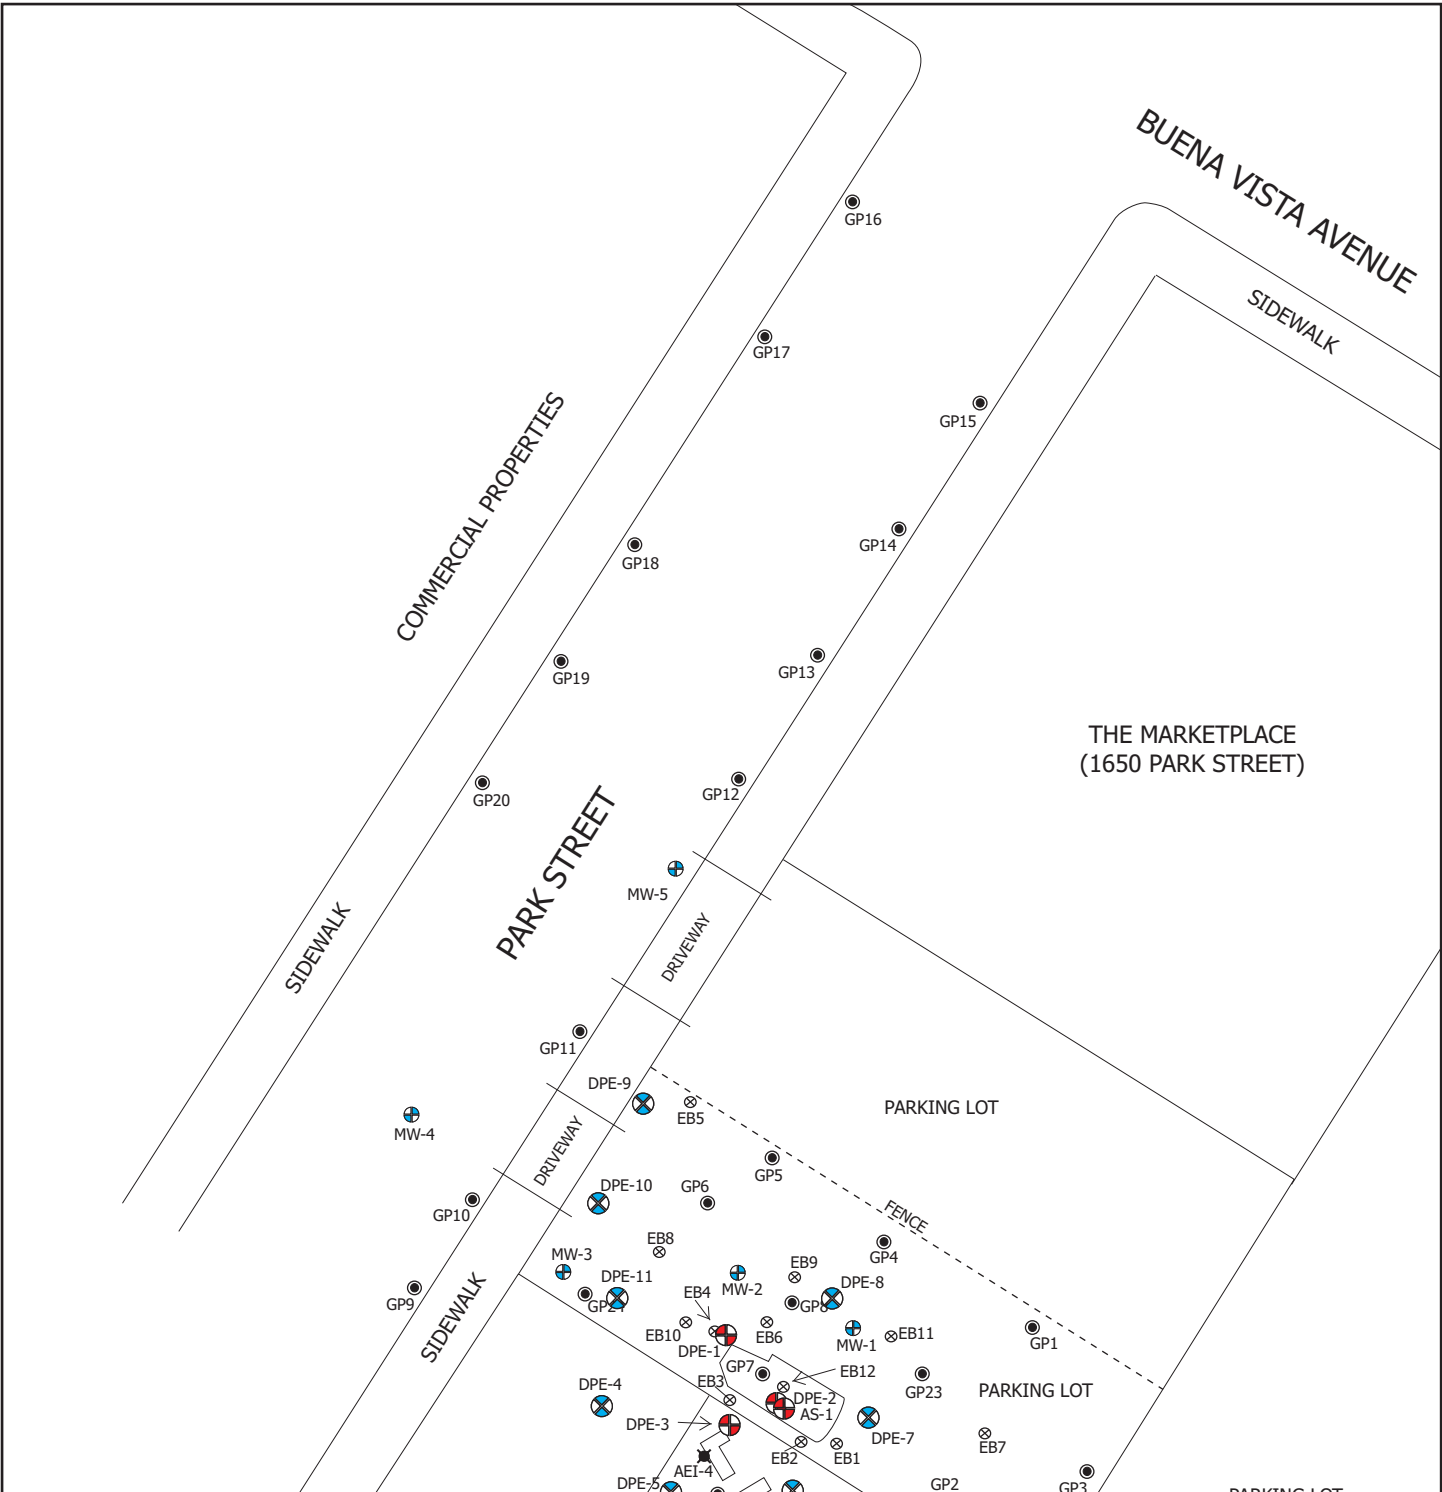 BUENA VISTA AVENUE
GP16
SIDEWALK
GP17
COMMERCIAL PROPERTIES
GP15
GP14
GP18
GP13
GP19
THE MARKETPLACE
(1650 PARK STREET)
GP12
GP20
PARK STREET
MW-5
SIDEWALK
DRIVEWAY
GP11
DPE-9
PARKING LOT
EB5
MW-4
DRIVEWAY
GP5
DPE-10
GP6
GP10
FENCE
EB8
MW-3
GP4
EB9
DPE-11
DPE-8
MW-2
EB4
GP9
SIDEWALK
EB10
EB6
DPE-1
MW-1
EB11
GP1
GP7
EB12
EB3
DPE-4
DPE-2
GP23
PARKING LOT
AS-1
DPE-3
DPE-7
EB7
EB2
EB1
AEI-4
DPE-5
GP2
GP3
PARKING LOT